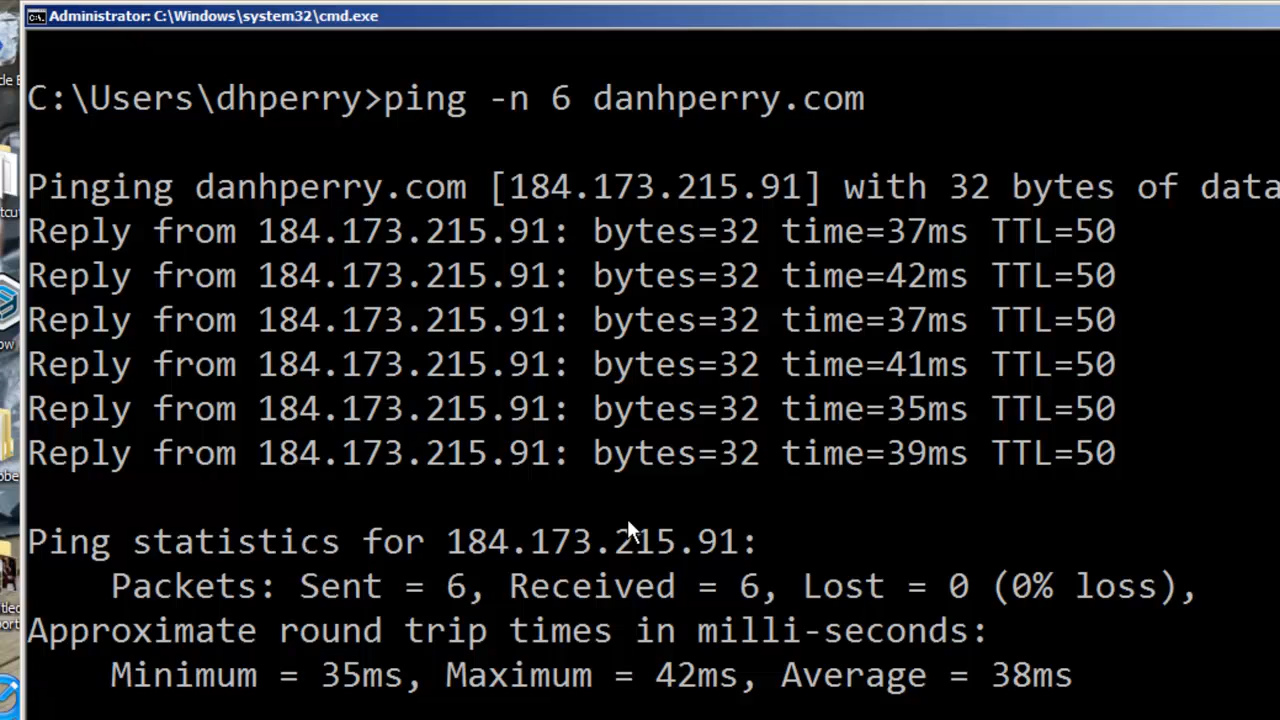 Administrator: C:\Windows\system32\cmd.exe
C:\Users\dhperry>ping -n 6 danhperry.com
Pinging danhperry.com [184.173.215.91] with 32 bytes of data
Reply from 184.173.215.91: bytes=32 time=37ms TTL=50
Reply from 184.173.215.91: bytes=32 time=42ms TTL=50
Reply from 184.173.215.91: bytes=32 time=37ms TTL=50
Reply from 184.173.215.91: bytes=32 time=41ms TTL=50
Reply from 184.173.215.91: bytes=32 time=35ms TTL=50
Reply from 184.173.215.91: bytes=32 time=39ms TTL=50
Ping statistics for 184.173.215.91:
Packets: Sent = 6, Received = 6, Lost = 0 (0% loss),
Approximate round trip times in milli-seconds:
Minimum = 35ms, Maximum = 42ms, Average = 38ms